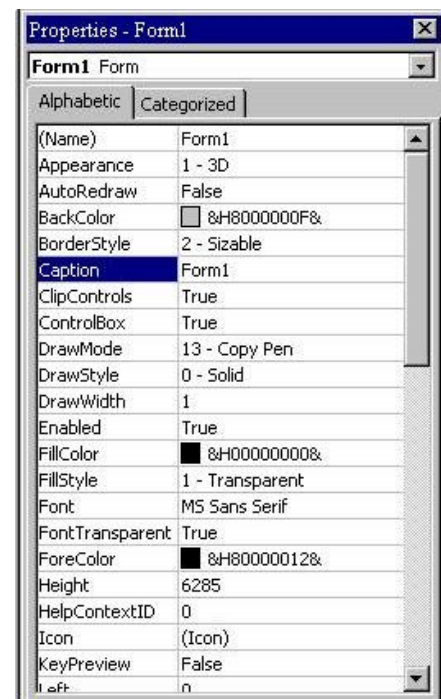 Properties - Form1
Form1 Form
Alphabetic Categorized
(Name) Form1
Appearance 1 - 3D
AutoRedraw False
BackColor &H8000000F&
BorderStyle 2 - Sizable
Caption Form1
ClipControls True
ControlBox True
DrawMode 13 - Copy Pen
DrawStyle 0 - Solid
DrawWidth 1
Enabled True
FillColor &H00000000&
FillStyle 1 - Transparent
Font MS Sans Serif
FontTransparent True
ForeColor &H80000012&
Height 6285
HelpContextID 0
Icon (Icon)
KeyPreview False
Left 0